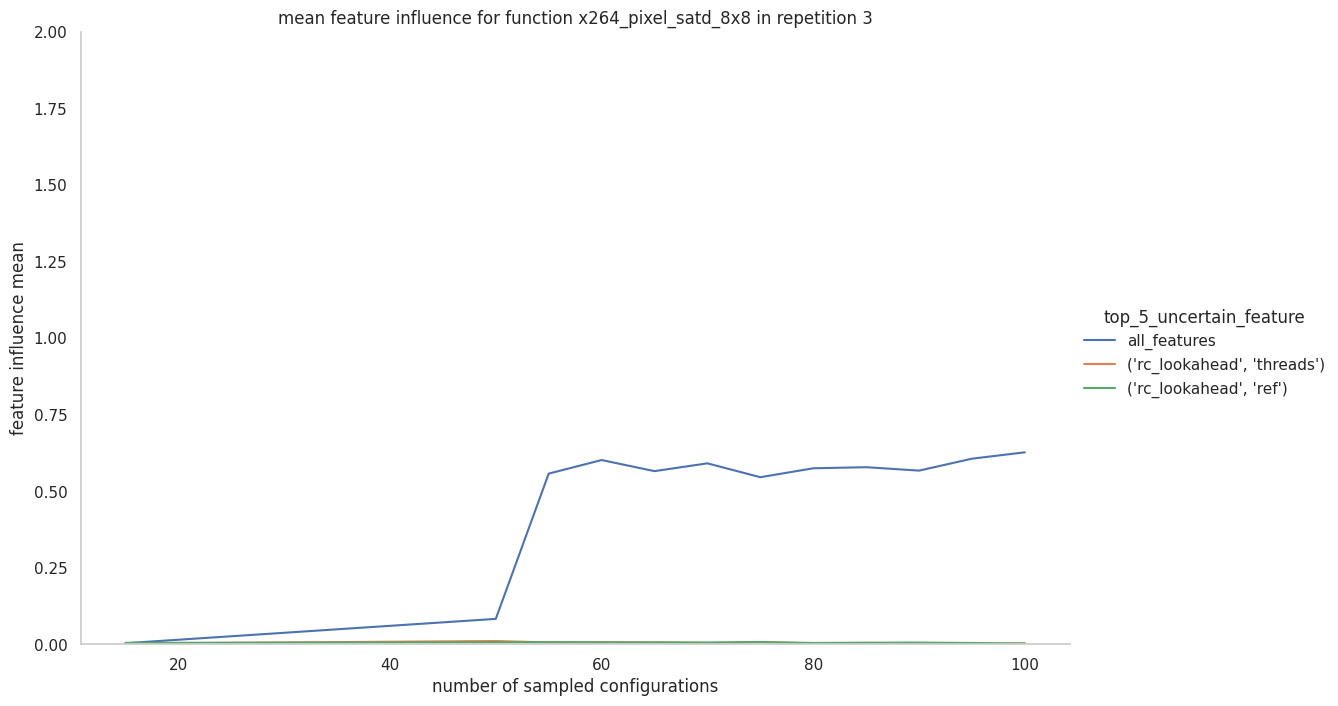 mean feature influence for function x264_pixel_satd_8x8 in repetition 3
2.00
1.75
1.50
1.25
1.00
0.75
0.50
0.25
0.00
feature influence mean
20
40
60
80
100
number of sampled configurations
top_5_uncertain_feature
all_features
('rc_lookahead', 'threads')
('rc_lookahead', 'ref')